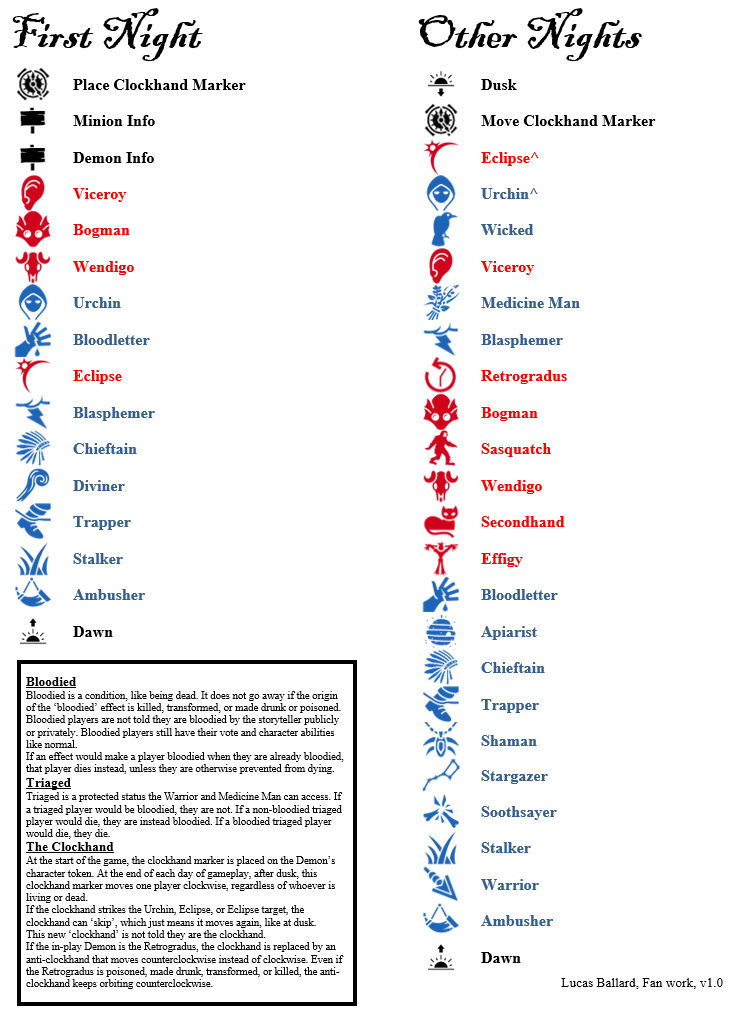 First Night
Place Clockhand Marker
Minion Info
Demon Info
Viceroy
Bogman
Wendigo
Urchin
Bloodletter
Eclipse
Blasphemer
Chieftain
Diviner
Trapper
Stalker
Ambusher
Dawn
Bloodied
Bloodied is a condition, like being dead. It does not go away if the origin
of the ‘bloodied’ effect is killed, transformed, or made drunk or poisoned.
Bloodied players are not told they are bloodied by the storyteller publicly
or privately. Bloodied players still have their vote and character abilities
like normal.
If an effect would make a player bloodied when they are already bloodied,
that player dies instead, unless they are otherwise prevented from dying.
Triaged
Triaged is a protected status the Warrior and Medicine Man can access. If
a triaged player would be bloodied, they are not. If a non-bloodied triaged
player would die, they are instead bloodied. If a bloodied triaged player
would die, they die.
The Clockhand
At the start of the game, the clockhand marker is placed on the Demon’s
character token. At the end of each day of gameplay, after dusk, this
clockhand marker moves one player clockwise, regardless of whoever is
living or dead.
If the clockhand strikes the Urchin, Eclipse, or Eclipse target, the
clockhand can ‘skip’, which just means it moves again, like at dusk.
This new ‘clockhand’ is not told they are the clockhand.
If the in-play Demon is the Retrogradus, the clockhand is replaced by an
anti-clockhand that moves counterclockwise instead of clockwise. Even if
the Retrogradus is poisoned, made drunk, transformed, or killed, the anti-
clockhand keeps orbiting counterclockwise.
Other Nights
Dusk
Move Clockhand Marker
Eclipse^
Urchin^
Wicked
Viceroy
Medicine Man
Blasphemer
Retrogradus
Bogman
Sasquatch
Wendigo
Secondhand
Effigy
Bloodletter
Apiarist
Chieftain
Trapper
Shaman
Stargazer
Soothsayer
Stalker
Warrior
Ambusher
Dawn
Lucas Ballard, Fan work, v1.0